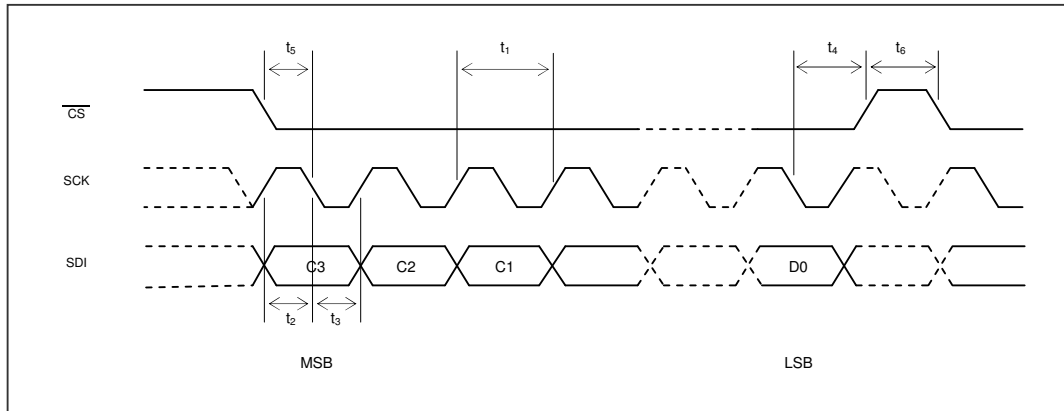 t₅ t₁ t₄ t₆
CS
SCK
SDI C3 C2 C1 D0
t₂ t₃
MSB LSB